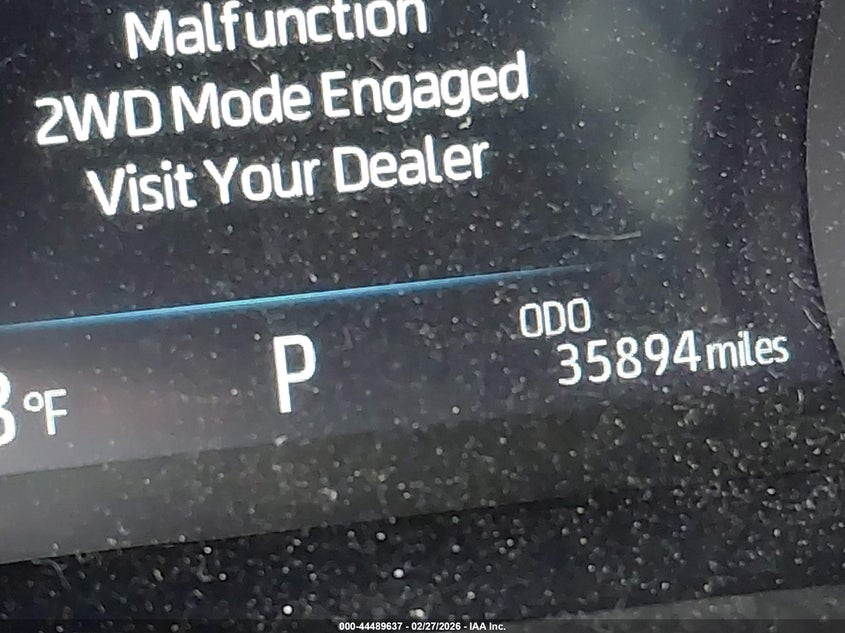 Malfunction
2WD Mode Engaged
Visit Your Dealer
ODO
35894 miles
°F
P
000-44489637 - 02/27/2026 - IAA Inc.